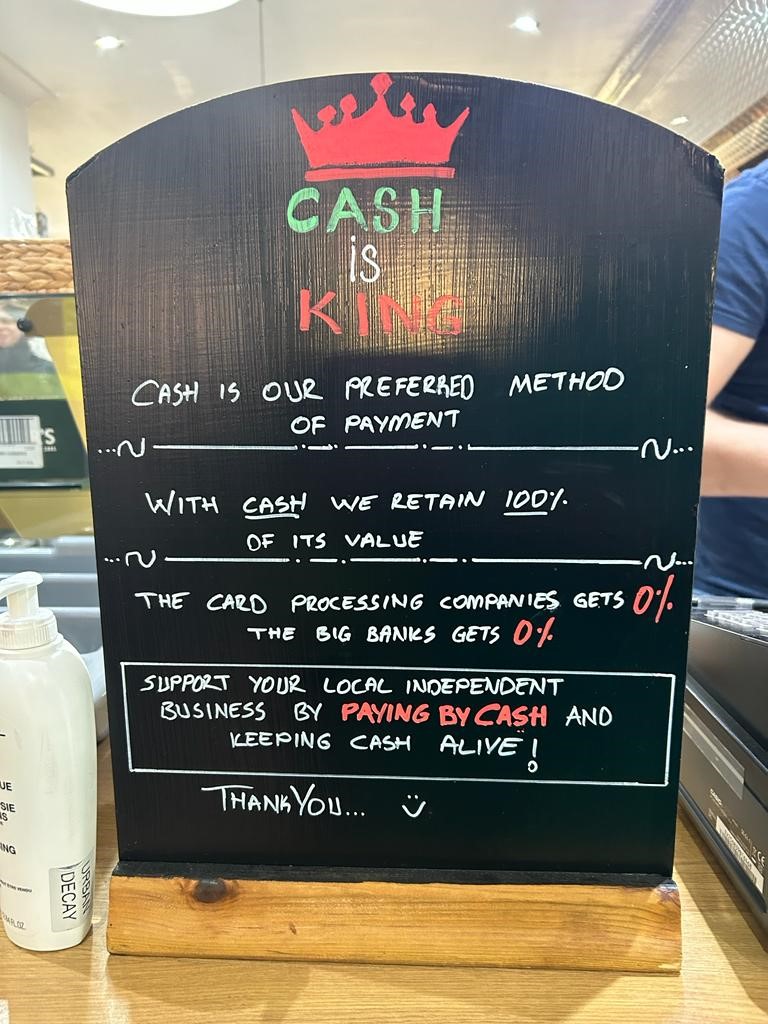 CASH
is
KING
CASH IS OUR PREFERRED METHOD
OF PAYMENT
WITH CASH WE RETAIN 100%
OF ITS VALUE
THE CARD PROCESSING COMPANIES GETS 0%
THE BIG BANKS GETS 0%
SUPPORT YOUR LOCAL INDEPENDENT
BUSINESS BY PAYING BY CASH AND
KEEPING CASH ALIVE!
THANKYOU... :)
URBAN
DECAY